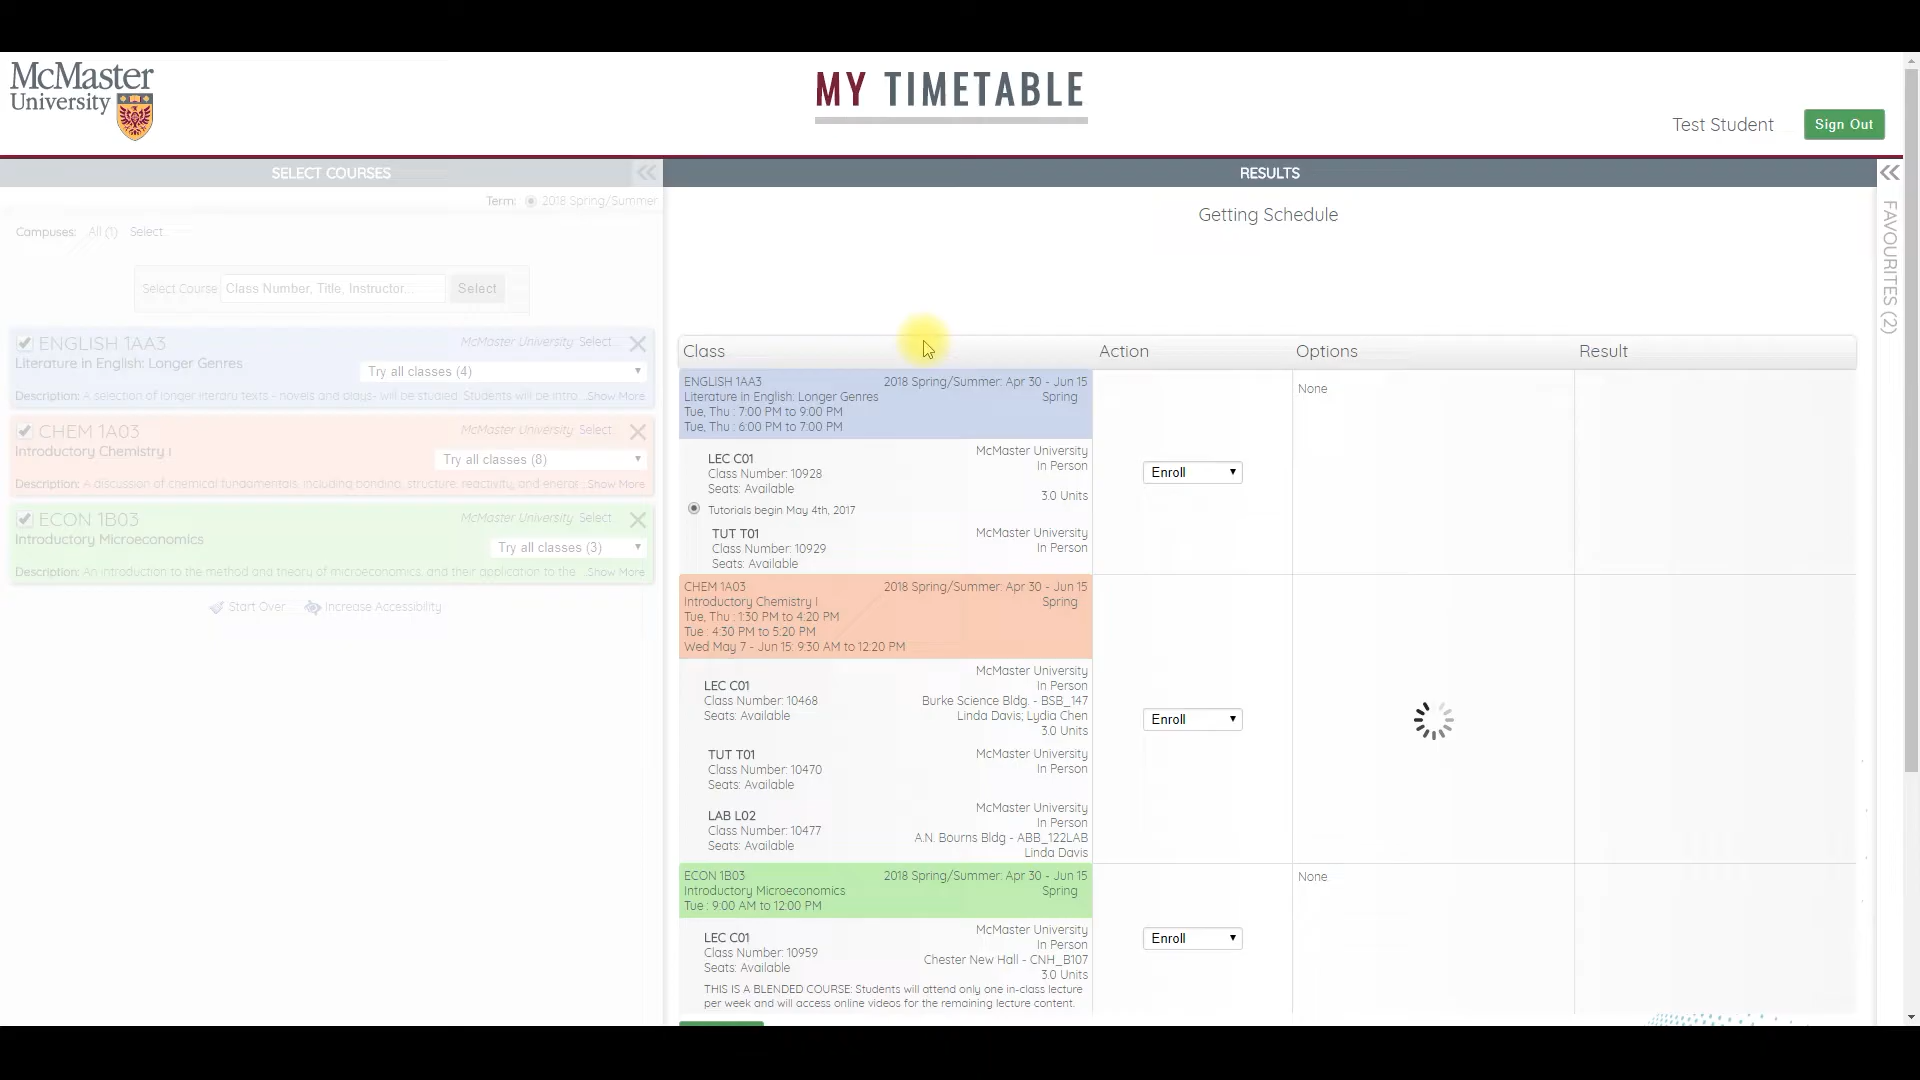 McMaster
University
MY TIMETABLE
Test Student
Sign Out
SELECT COURSES
Term: 2018 Spring/Summer
Campuses: All (1) Select...
Select Course Class Number, Title, Instructor... Select
ENGLISH 1AA3 McMaster University Select...
Literature in English: Longer Genres
Try all classes (4)
Description: A selection of longer literary texts - novels and plays- will be studied. Students will be intro...Show More
CHEM 1A03 McMaster University Select...
Introductory Chemistry I
Try all classes (8)
Description: A discussion of chemical fundamentals, including bonding, structure, reactivity, and energ...Show More
ECON 1B03 McMaster University Select...
Introductory Microeconomics
Try all classes (3)
Description: An introduction to the method and theory of microeconomics, and their application to the ...Show More
Start Over Increase Accessibility
RESULTS
Getting Schedule
Class Action Options Result
ENGLISH 1AA3 2018 Spring/Summer: Apr 30 - Jun 15
Literature in English: Longer Genres Spring
Tue, Thu : 7:00 PM to 9:00 PM
Tue, Thu : 6:00 PM to 7:00 PM
None
LEC C01 McMaster University
Class Number: 10928 In Person
Seats: Available 3.0 Units
Enroll
Tutorials begin May 4th, 2017
TUT T01 McMaster University
Class Number: 10929 In Person
Seats: Available
CHEM 1A03 2018 Spring/Summer: Apr 30 - Jun 15
Introductory Chemistry I Spring
Tue, Thu : 1:30 PM to 4:20 PM
Tue : 4:30 PM to 5:20 PM
Wed May 7 - Jun 15: 9:30 AM to 12:20 PM
McMaster University
LEC C01 In Person
Class Number: 10468 Burke Science Bldg. - BSB_147
Seats: Available Linda Davis; Lydia Chen
3.0 Units
Enroll
TUT T01 McMaster University
Class Number: 10470 In Person
Seats: Available
McMaster University
LAB L02 In Person
Class Number: 10477 A.N. Bourns Bldg - ABB_122LAB
Seats: Available Linda Davis
ECON 1B03 2018 Spring/Summer: Apr 30 - Jun 15
Introductory Microeconomics Spring
Tue : 9:00 AM to 12:00 PM
None
McMaster University
LEC C01 In Person
Class Number: 10959 Chester New Hall - CNH_B107
Seats: Available 3.0 Units
Enroll
THIS IS A BLENDED COURSE: Students will attend only one in-class lecture
per week and will access online videos for the remaining lecture content.
FAVOURITES (2)